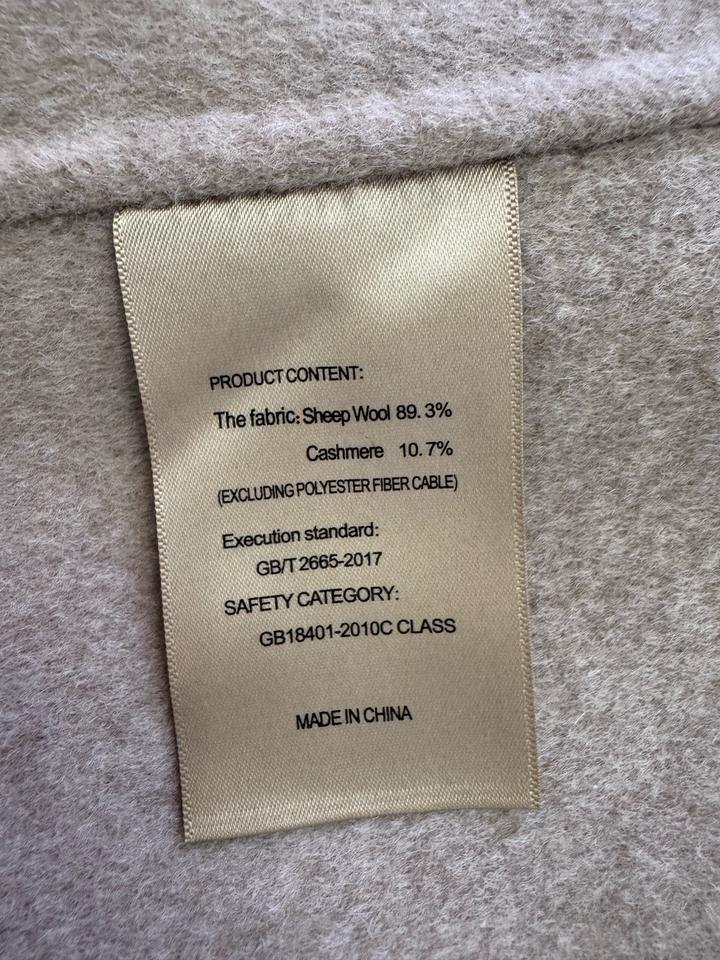 PRODUCT CONTENT:
The fabric: Sheep Wool 89. 3%
Cashmere 10. 7%
(EXCLUDING POLYESTER FIBER CABLE)
Execution standard:
GB/T 2665-2017
SAFETY CATEGORY:
GB18401-2010C CLASS
MADE IN CHINA